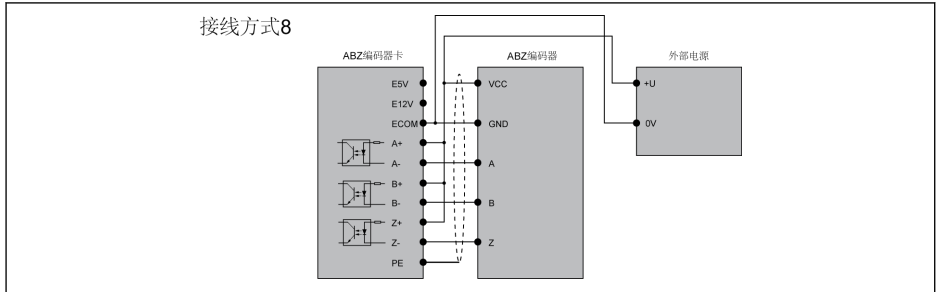 接线方式8
ABZ编码器卡
ABZ编码器
外部电源
E5V
VCC
+U
E12V
ECOM
GND
0V
A+
A-
A
B+
B-
B
Z+
Z-
Z
PE